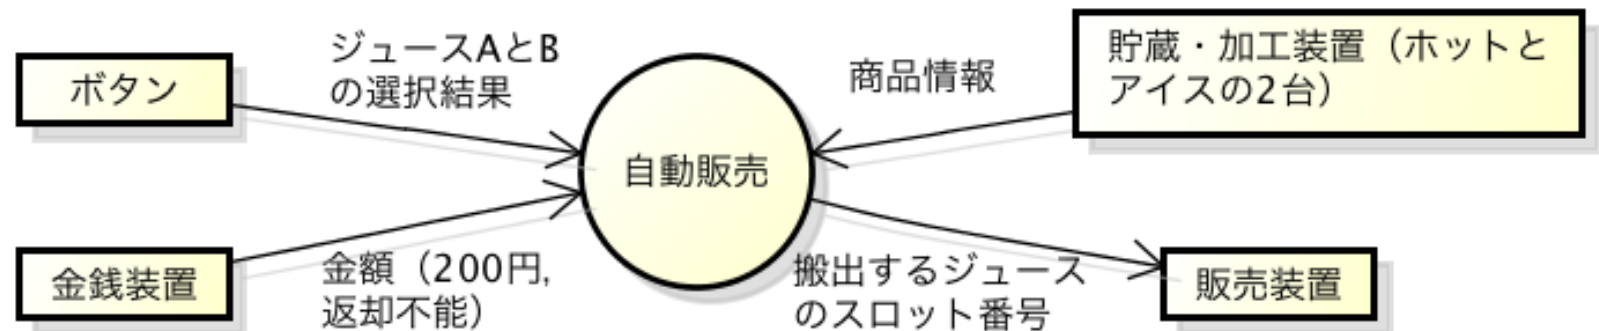 ボタン
ジュースAとB
の選択結果
自動販売
商品情報
貯蔵・加工装置（ホットと
アイスの2台）
金銭装置
金額（200円,
返却不能）
搬出するジュース
のスロット番号
販売装置